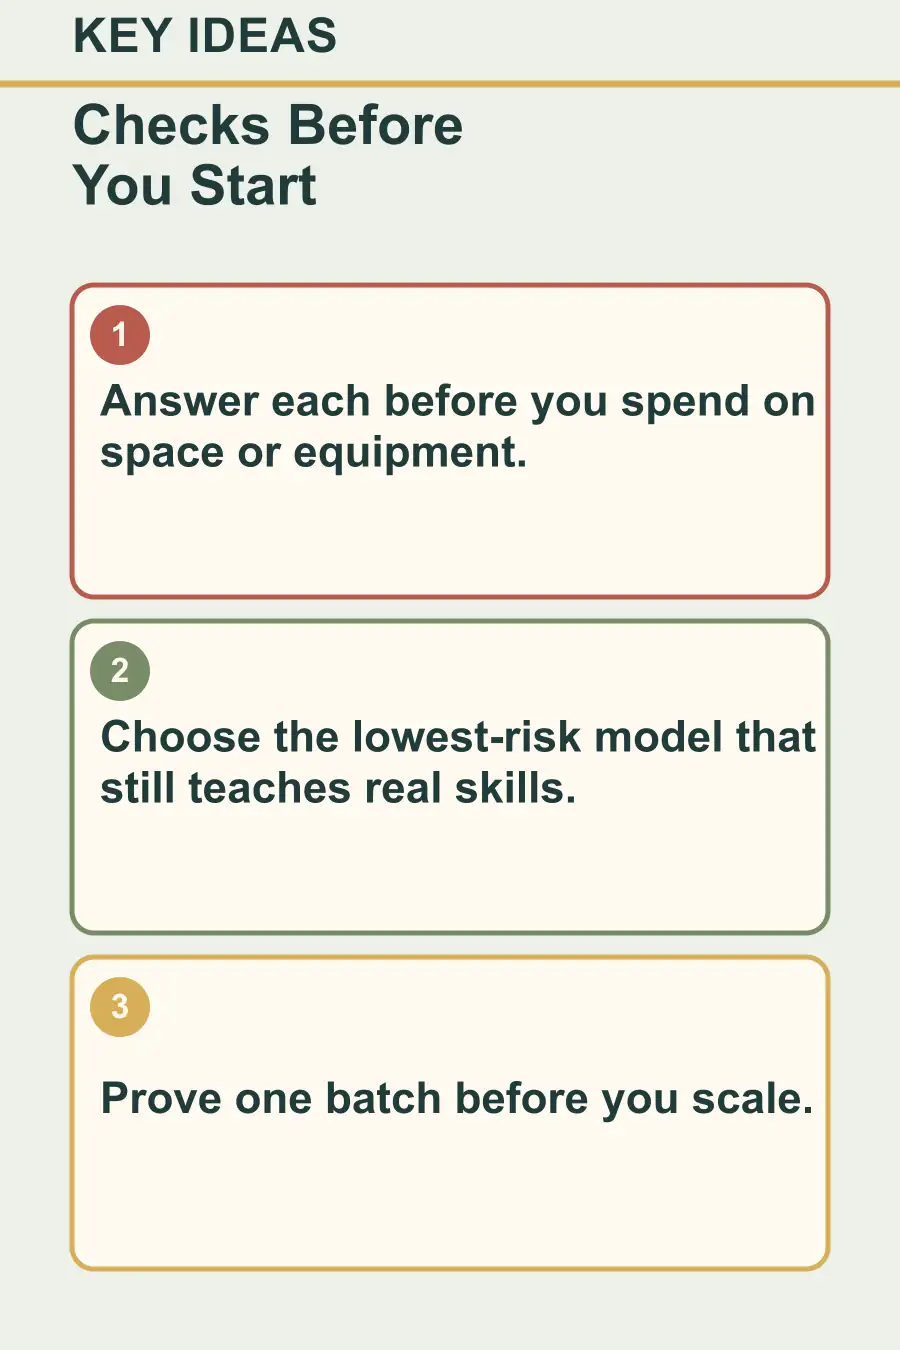 KEY IDEAS
Checks Before
You Start
1
Answer each before you spend on
space or equipment.
2
Choose the lowest-risk model that
still teaches real skills.
3
Prove one batch before you scale.